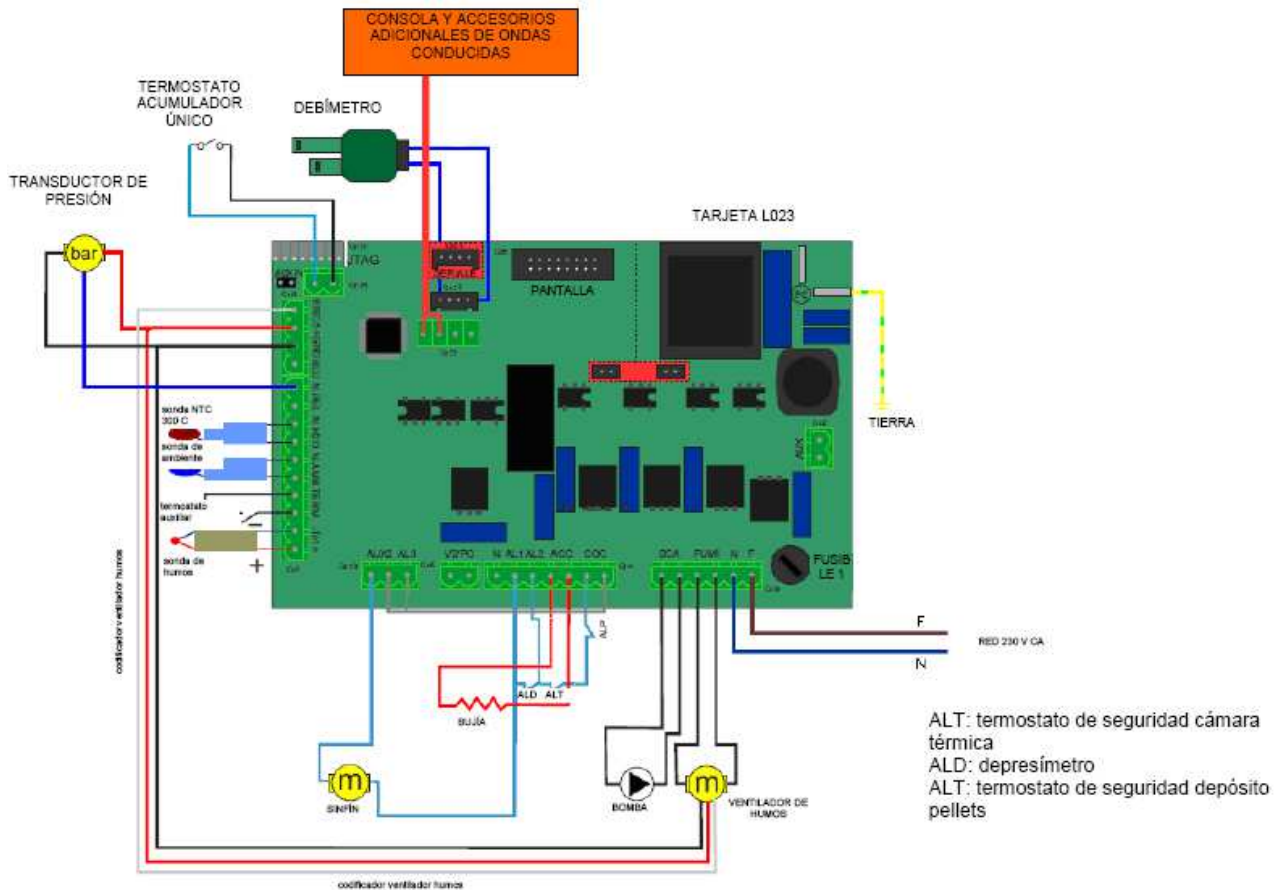 CONSOLA Y ACCESORIOS
ADICIONALES DE ONDAS
CONDUCIDAS
TERMOSTATO
ACUMULADOR
ÚNICO
DEBÍMETRO
TRANSDUCTOR DE
PRESIÓN
bar
TARJETA L023
JTAG
PANTALLA
TIERRA
AUX
sonda NTC
300 C
sonda de
ambiente
termostato
auxiliar
sonda de
humos
+
AUX2 AL3
V2
N AL1 AL2 ACC COC
SCA FUMI N F
FUSIB
LE 1
F
N
RED 230 V CA
ALP
ALD ALT
BUJÍA
m
SINFÍN
BOMBA
m
VENTILADOR DE
HUMOS
codificador ventilador humos
codificador ventilador humos
ALT: termostato de seguridad cámara
térmica
ALD: depresímetro
ALT: termostato de seguridad depósito
pellets